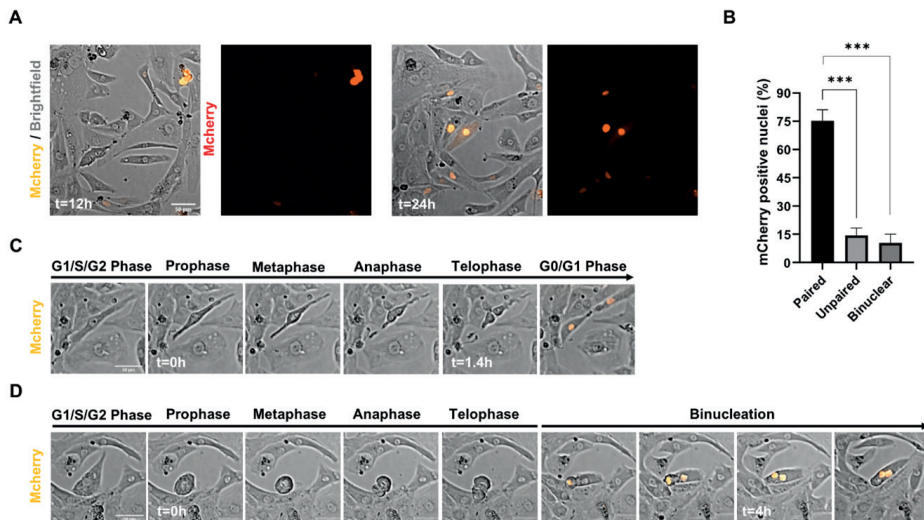 A
Mcherry / Brightfield
t=12h
50 μm
Mcherry
t=24h
B
mCherry positive nuclei (%)
***
***
90
75
60
45
30
15
0
Paired
Unpaired
Binuclear
C
G1/S/G2 Phase Prophase Metaphase Anaphase Telophase G0/G1 Phase
Mcherry
t=0h
t=1.4h
D
G1/S/G2 Phase Prophase Metaphase Anaphase Telophase Binucleation
Mcherry
t=0h
t=4h